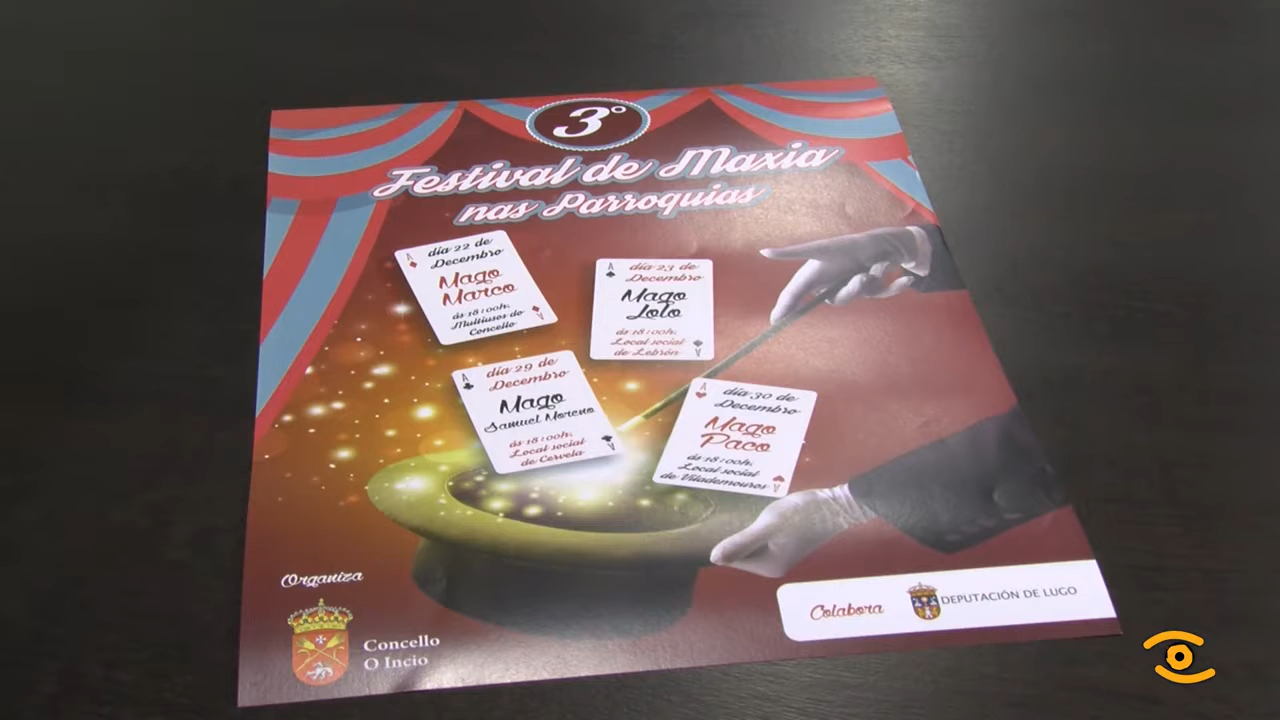 3º
Festival de Maxia
nas Parroquias
A
día 22 de
Decembro
Mago
Marco
ás 18:00h.
Multiusos do
Concello
A
A
día 23 de
Decembro
Mago
Loto
ás 18:00h.
Local social
de Lebrón
A
A
día 29 de
Decembro
Mago
Samuel Moreno
ás 18:00h.
Local social
de Cervela
A
A
día 30 de
Decembro
Mago
Paco
ás 18:00h.
Local social
de Vilademouros
A
Organiza
Concello
O Incio
Colabora
DEPUTACIÓN DE LUGO